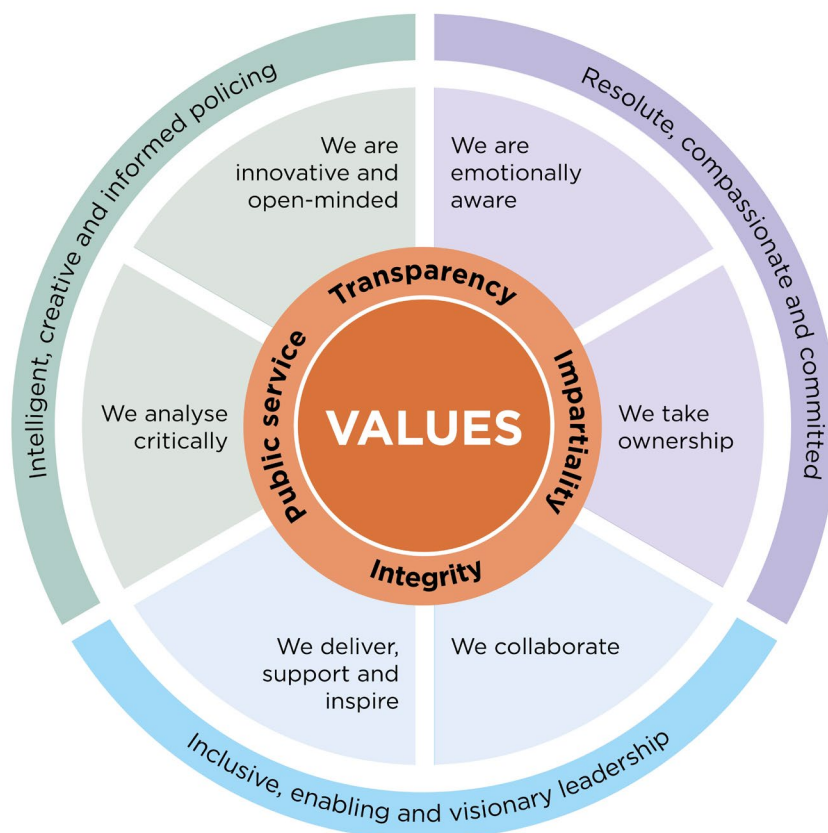 Intelligent, creative and informed policing
Resolute, compassionate and committed
We are
innovative and
open-minded
We are
emotionally
aware
Transparency
Public service
Impartiality
VALUES
We analyse
critically
We take
ownership
Integrity
We deliver,
support and
inspire
We collaborate
Inclusive, enabling and visionary leadership